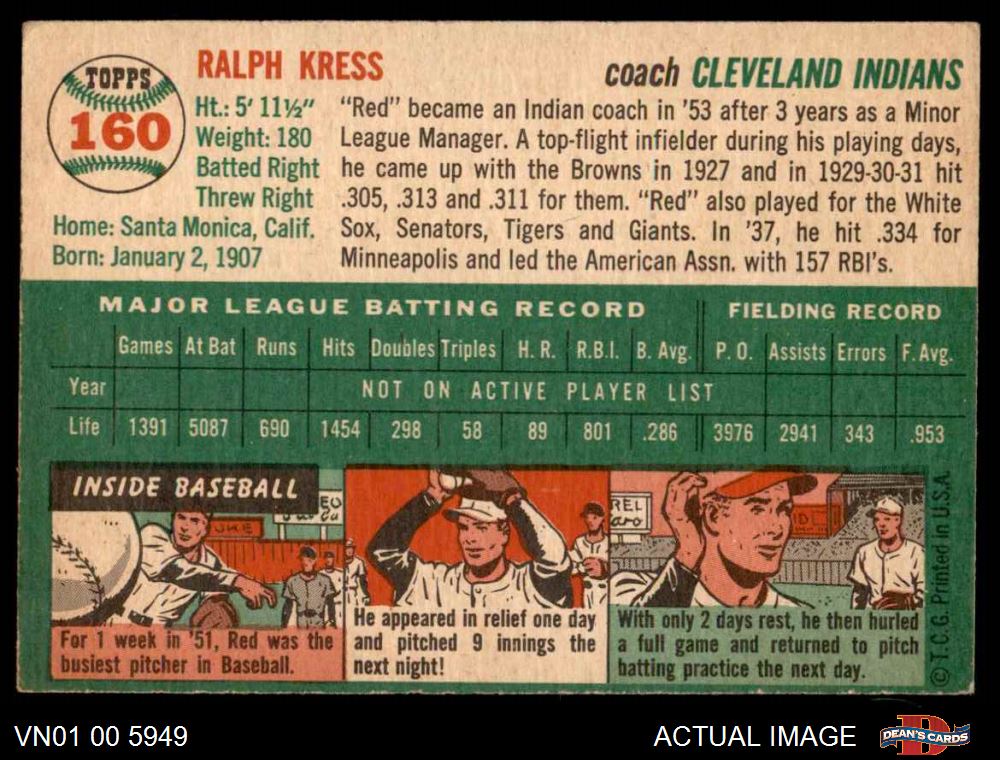 TOPPS
160
RALPH KRESS
coach CLEVELAND INDIANS
Ht.: 5' 11½"
Weight: 180
Batted Right
Threw Right
Home: Santa Monica, Calif.
Born: January 2, 1907
"Red" became an Indian coach in '53 after 3 years as a Minor
League Manager. A top-flight infielder during his playing days,
he came up with the Browns in 1927 and in 1929-30-31 hit
.305, .313 and .311 for them. "Red" also played for the White
Sox, Senators, Tigers and Giants. In '37, he hit .334 for
Minneapolis and led the American Assn. with 157 RBI's.
MAJOR LEAGUE BATTING RECORD FIELDING RECORD
Games At Bat Runs Hits Doubles Triples H. R. R.B.I. B. Avg. P. O. Assists Errors F. Avg.
Year NOT ON ACTIVE PLAYER LIST
Life 1391 5087 690 1454 298 58 89 801 .286 3976 2941 343 .953
INSIDE BASEBALL
For 1 week in '51, Red was the
busiest pitcher in Baseball.
He appeared in relief one day
and pitched 9 innings the
next night!
REL
With only 2 days rest, he then hurled
a full game and returned to pitch
batting practice the next day.
© T.C.G. Printed in U.S.A.
VN01 00 5949
ACTUAL IMAGE
DEAN'S CARDS